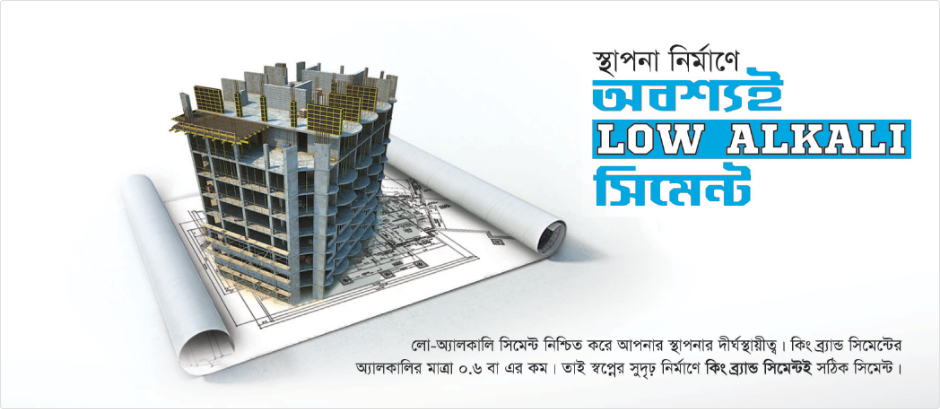 স্থাপনা নির্মাণে
অবশ্যই
LOW ALKALI
সিমেন্ট
লো-অ্যালকালি সিমেন্ট নিশ্চিত করে আপনার স্থাপনার দীর্ঘস্থায়ীত্ব। কিং ব্র্যান্ড সিমেন্টের
অ্যালকালির মাত্রা ০.৬ বা এর কম। তাই স্বপ্নের সুদৃঢ় নির্মাণে কিং ব্র্যান্ড সিমেন্টই সঠিক সিমেন্ট।